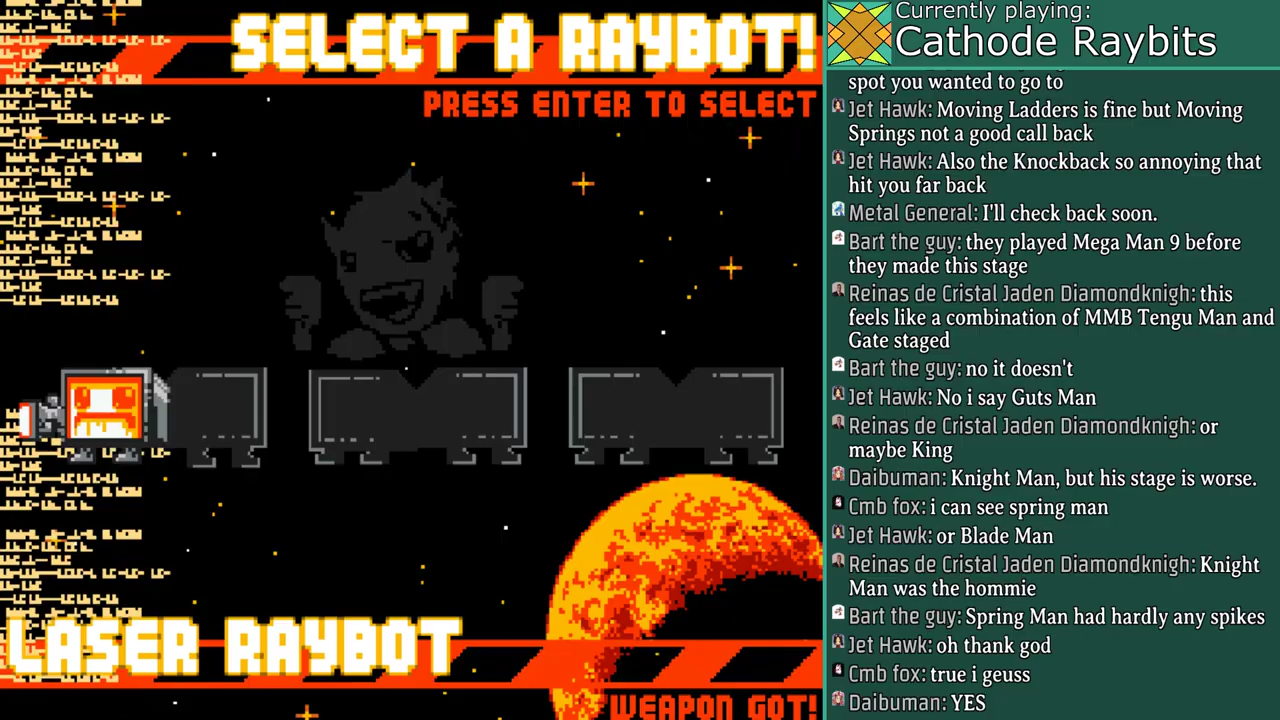 SELECT A RAYBOT!
PRESS ENTER TO SELECT
LASER RAYBOT
WEAPON GOT!
Currently playing:
Cathode Raybits
spot you wanted to go to
Jet Hawk: Moving Ladders is fine but Moving
Springs not a good call back
Jet Hawk: Also the Knockback so annoying that
hit you far back
Metal General: I'll check back soon.
Bart the guy: they played Mega Man 9 before
they made this stage
Reinas de Cristal Jaden Diamondknigh: this
feels like a combination of MMB Tengu Man and
Gate staged
Bart the guy: no it doesn't
Jet Hawk: No i say Guts Man
Reinas de Cristal Jaden Diamondknigh: or
maybe King
Daibuman: Knight Man, but his stage is worse.
Cmb fox: i can see spring man
Jet Hawk: or Blade Man
Reinas de Cristal Jaden Diamondknigh: Knight
Man was the hommie
Bart the guy: Spring Man had hardly any spikes
Jet Hawk: oh thank god
Cmb fox: true i geuss
Daibuman: YES